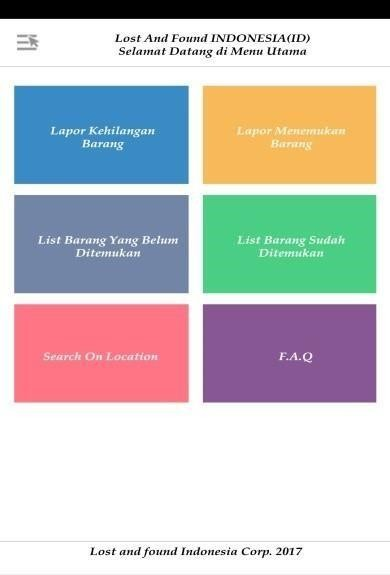 Lost And Found INDONESIA(ID)
Selamat Datang di Menu Utama
Lapor Kehilangan
Barang
Lapor Menemukan
Barang
List Barang Yang Belum
Ditemukan
List Barang Sudah
Ditemukan
Search On Location
F.A.Q
Lost and found Indonesia Corp. 2017